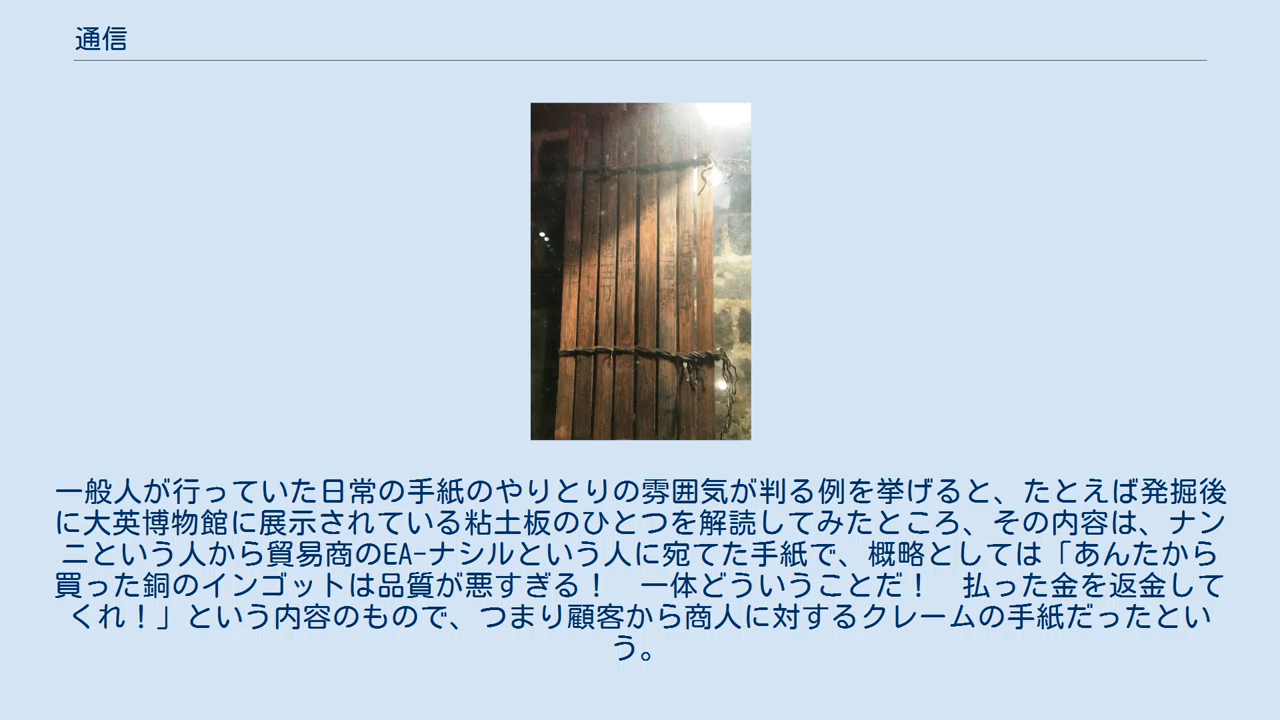 通信
一般人が行っていた日常の手紙のやりとりの雰囲気が判る例を挙げると、たとえば発掘後
に大英博物館に展示されている粘土板のひとつを解読してみたところ、その内容は、ナン
ニという人から貿易商のEA-ナシルという人に宛てた手紙で、概略としては「あんたから
買った銅のインゴットは品質が悪すぎる！　一体どういうことだ！　払った金を返金して
くれ！」という内容のもので、つまり顧客から商人に対するクレームの手紙だったとい
う。